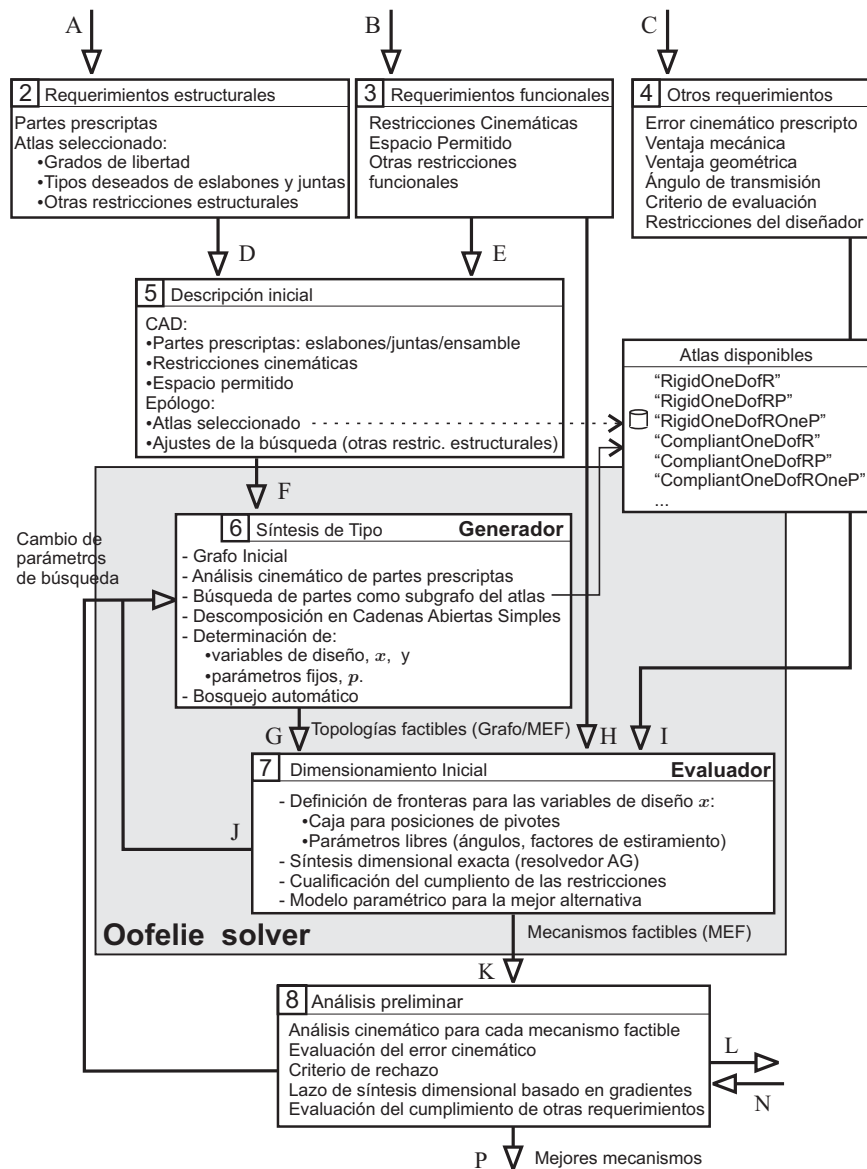 A
B
C
2 Requerimientos estructurales
Partes prescriptas
Atlas seleccionado:
•Grados de libertad
•Tipos deseados de eslabones y juntas
•Otras restricciones estructurales
3 Requerimientos funcionales
Restricciones Cinemáticas
Espacio Permitido
Otras restricciones
funcionales
4 Otros requerimientos
Error cinemático prescripto
Ventaja mecánica
Ventaja geométrica
Ángulo de transmisión
Criterio de evaluación
Restricciones del diseñador
D
E
5 Descripción inicial
CAD:
•Partes prescriptas: eslabones/juntas/ensamble
•Restricciones cinemáticas
•Espacio permitido
Epólogo:
•Atlas seleccionado
•Ajustes de la búsqueda (otras restric. estructurales)
Atlas disponibles
“RigidOneDofR”
“RigidOneDofRP”
“RigidOneDofROneP”
“CompliantOneDofR”
“CompliantOneDofRP”
“CompliantOneDofROneP”
...
F
Cambio de
parámetros
de búsqueda
6 Síntesis de Tipo Generador
- Grafo Inicial
- Análisis cinemático de partes prescriptas
- Búsqueda de partes como subgrafo del atlas
- Descomposición en Cadenas Abiertas Simples
- Determinación de:
•variables de diseño, x, y
•parámetros fijos, p.
- Bosquejo automático
G
Topologías factibles (Grafo/MEF)
H
I
7 Dimensionamiento Inicial Evaluador
- Definición de fronteras para las variables de diseño x:
•Caja para posiciones de pivotes
•Parámetros libres (ángulos, factores de estiramiento)
- Síntesis dimensional exacta (resolvedor AG)
- Cualificación del cumpliento de las restricciones
- Modelo paramétrico para la mejor alternativa
J
Oofelie solver
Mecanismos factibles (MEF)
K
8 Análisis preliminar
Análisis cinemático para cada mecanismo factible
Evaluación del error cinemático
Criterio de rechazo
Lazo de síntesis dimensional basado en gradientes
Evaluación del cumplimiento de otras requerimientos
L
N
P
Mejores mecanismos